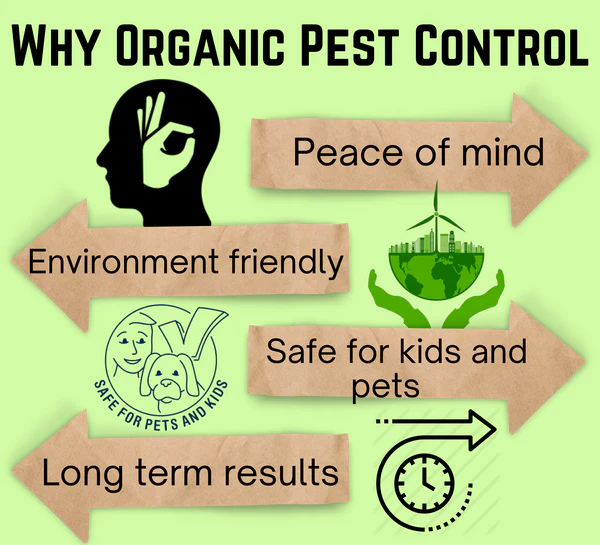 WHY ORGANIC PEST CONTROL
Peace of mind
Environment friendly
Safe for kids and
pets
SAFE FOR PETS AND KIDS
Long term results